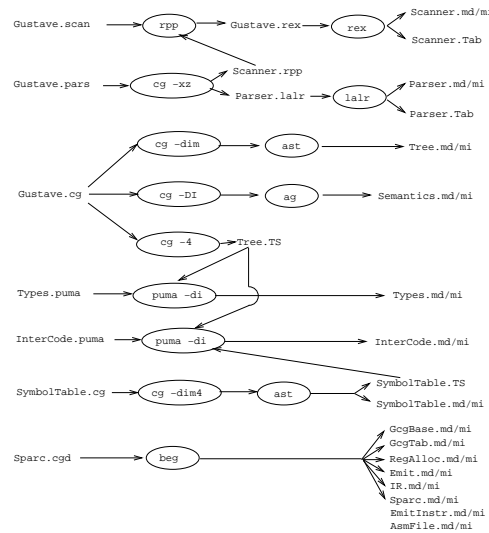 Gustave.scan rpp Gustave.rex rex Scanner.md/mi
Scanner.Tab
Scanner.rpp
Gustave.pars cg -xz Parser.lalr lalr Parser.md/mi
Parser.Tab
cg -dim ast Tree.md/mi
Gustave.cg cg -DI ag Semantics.md/mi
cg -4 Tree.TS
Types.puma puma -di Types.md/mi
InterCode.puma puma -di InterCode.md/mi
SymbolTable.TS
SymbolTable.cg cg -dim4 ast
SymbolTable.md/mi
GcgBase.md/mi
GcgTab.md/mi
Sparc.cgd beg RegAlloc.md/mi
Emit.md/mi
IR.md/mi
Sparc.md/mi
EmitInstr.md/mi
AsmFile.md/mi